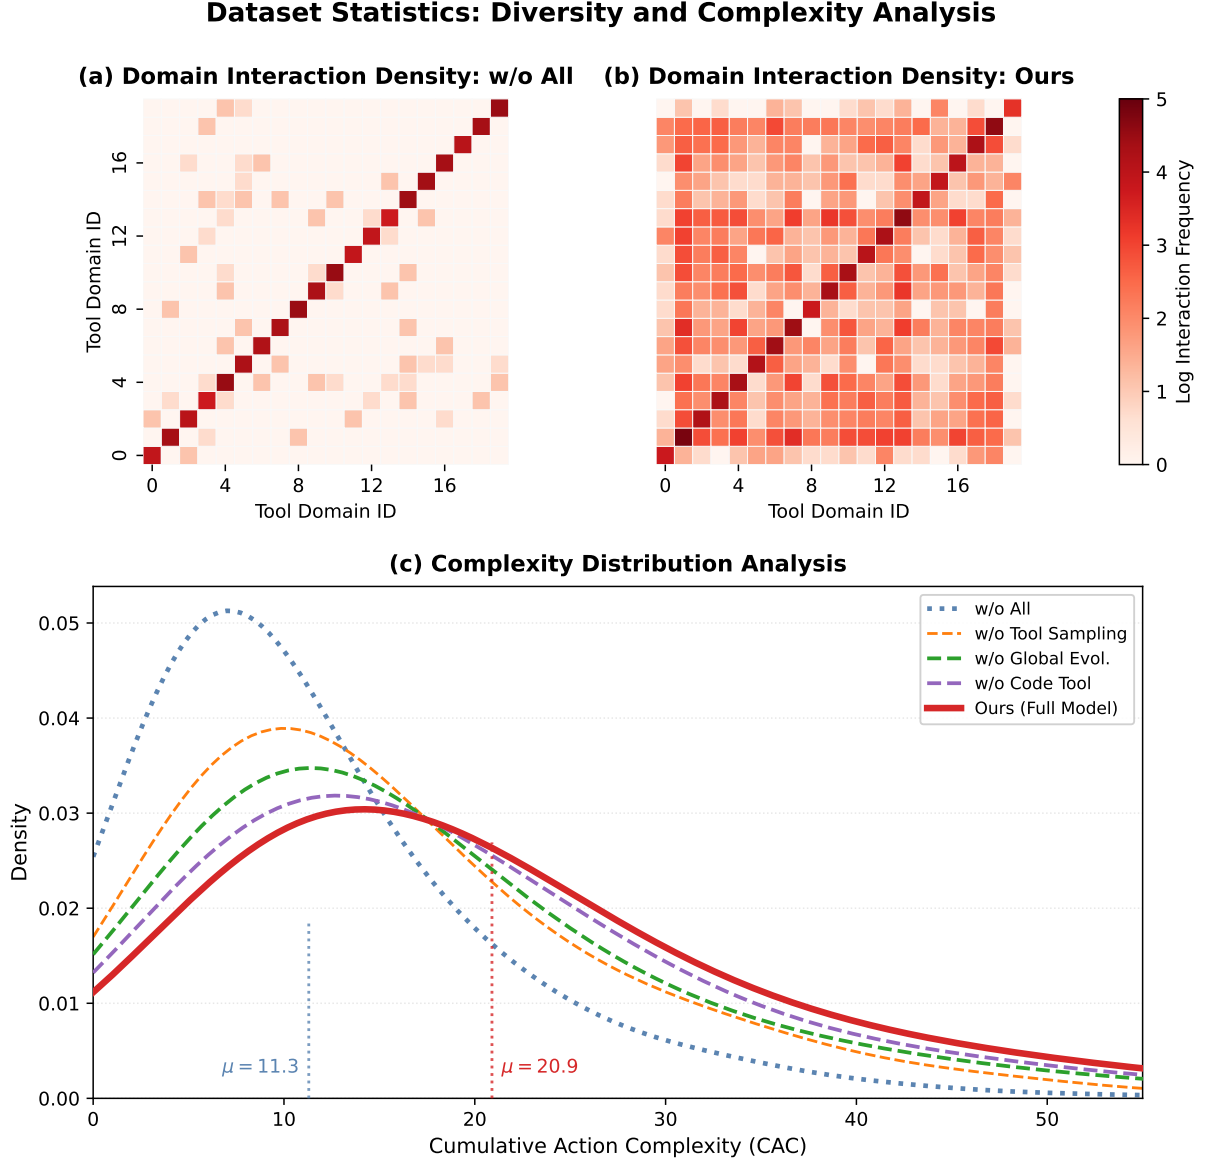 Dataset Statistics: Diversity and Complexity Analysis
(a) Domain Interaction Density: w/o All
(b) Domain Interaction Density: Ours
Tool Domain ID
16
12
8
4
0
0 4 8 12 16
Tool Domain ID
0 4 8 12 16
Tool Domain ID
5
4
3
2
1
0
Log Interaction Frequency
(c) Complexity Distribution Analysis
Density
0.05
0.04
0.03
0.02
0.01
0.00
w/o All
w/o Tool Sampling
w/o Global Evol.
w/o Code Tool
Ours (Full Model)
μ = 11.3
μ = 20.9
0 10 20 30 40 50
Cumulative Action Complexity (CAC)